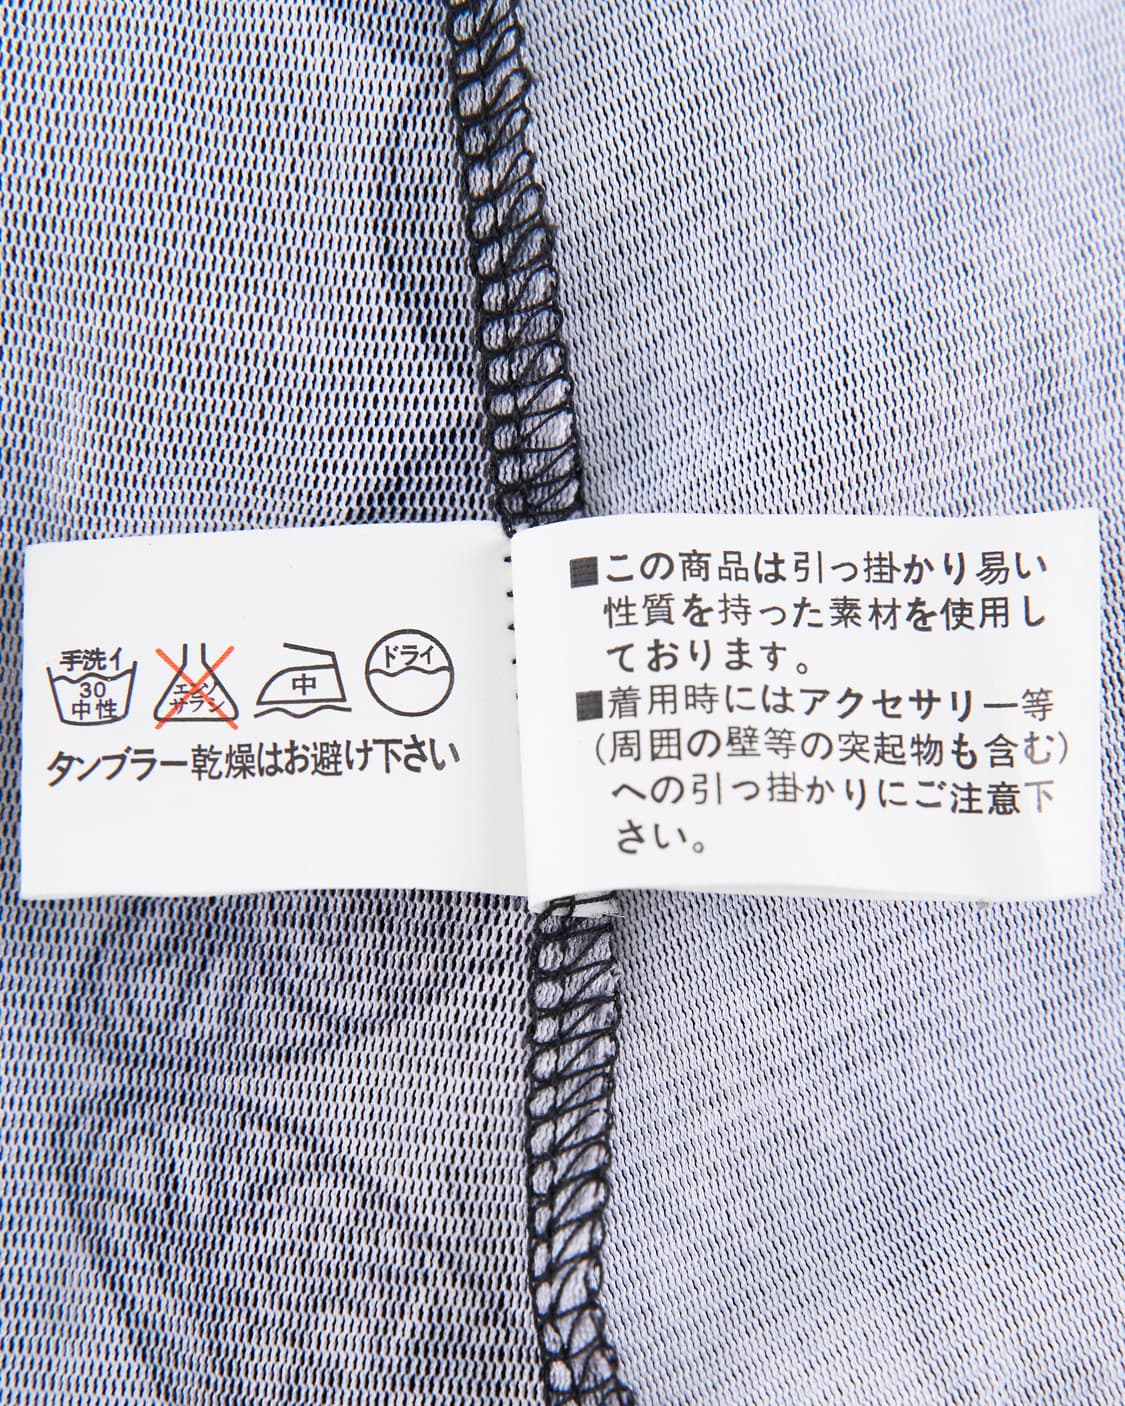 手洗イ
30
中性
エンソ
サラシ
中
ドライ
タンブラー乾燥はお避け下さい
■この商品は引っ掛かり易い
性質を持った素材を使用し
ております。
■着用時にはアクセサリー等
(周囲の壁等の突起物も含む)
への引っ掛かりにご注意下
さい。